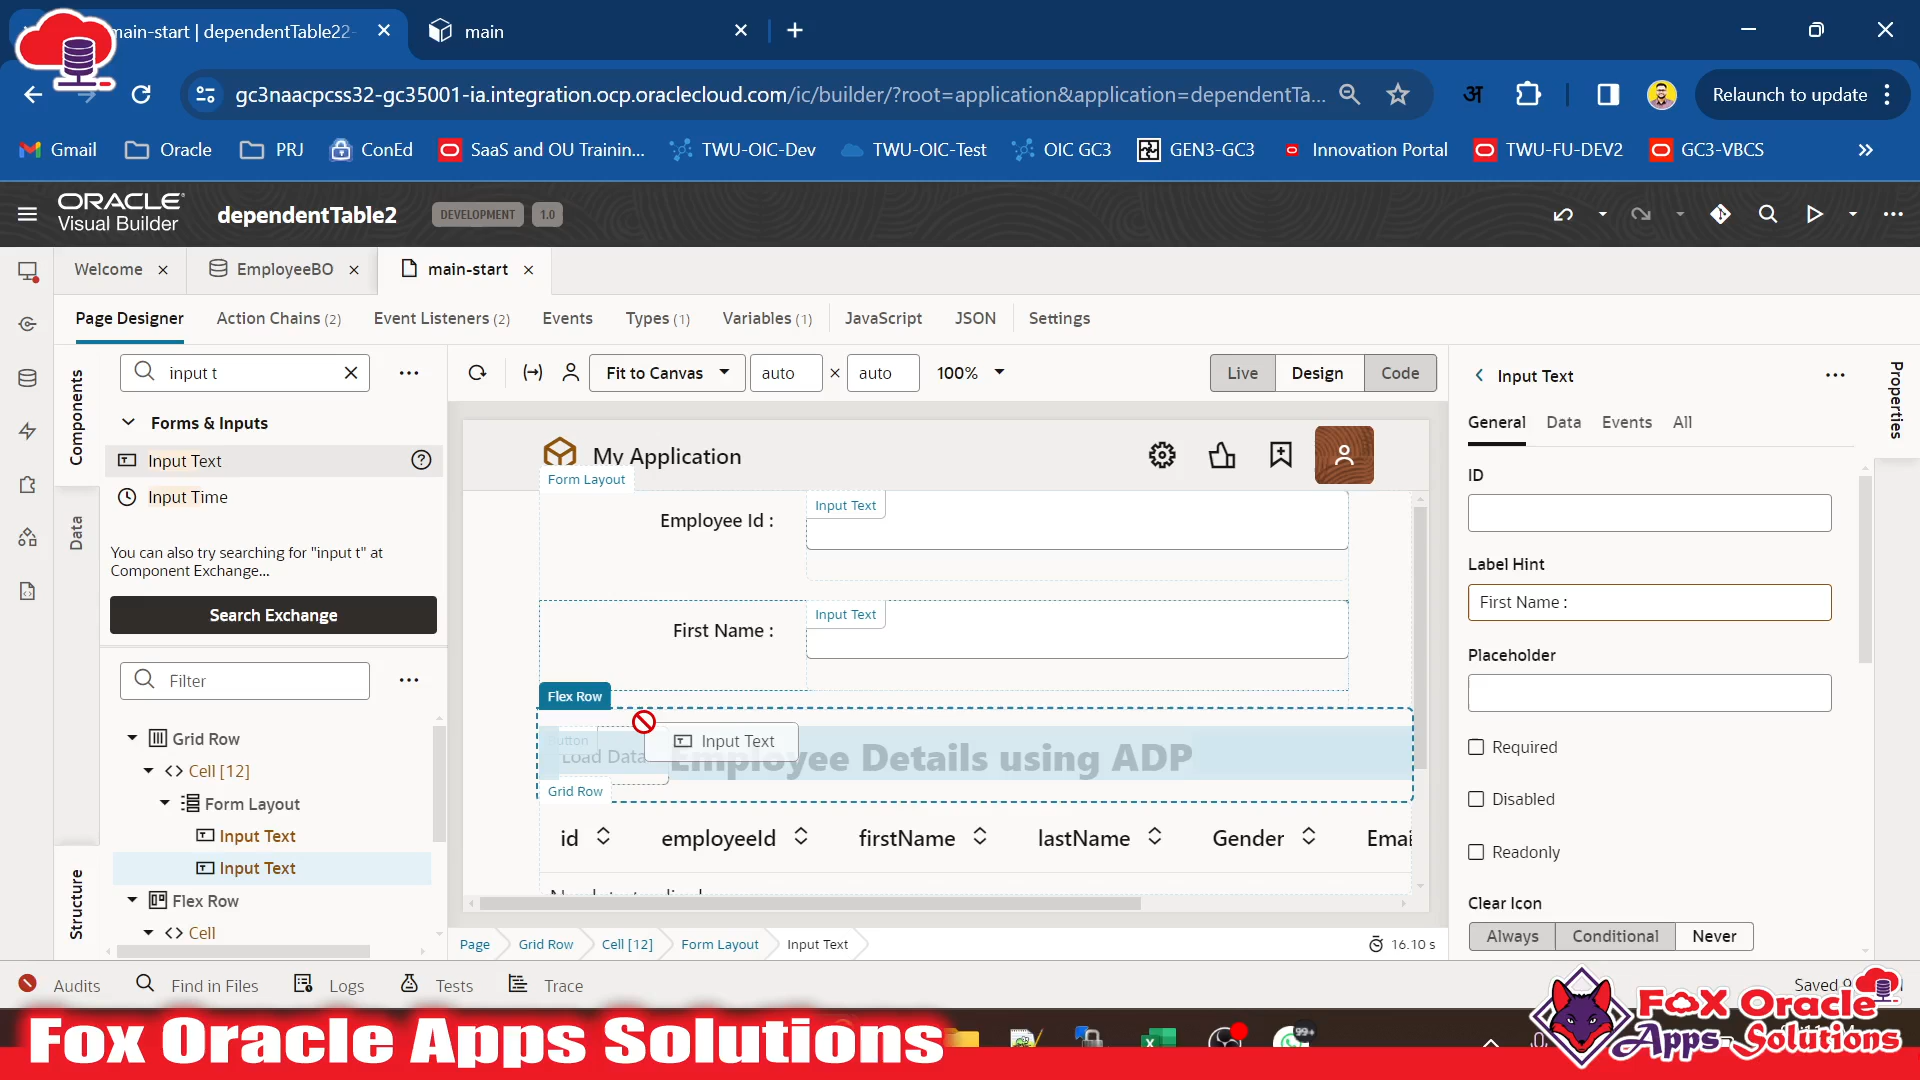 main-start | dependentTable22-
main
gc3naacpcss32-gc35001-ia.integration.ocp.oraclecloud.com/ic/builder/?root=application&application=dependentTa...
अ
Relaunch to update
Gmail
Oracle
PRJ
ConEd
SaaS and OU Trainin...
TWU-OIC-Dev
TWU-OIC-Test
OIC GC3
GEN3-GC3
Innovation Portal
TWU-FU-DEV2
GC3-VBCS
ORACLE
Visual Builder
dependentTable2
DEVELOPMENT
1.0
Welcome
EmployeeBO
main-start
Page Designer
Action Chains (2)
Event Listeners (2)
Events
Types (1)
Variables (1)
JavaScript
JSON
Settings
Components
Data
Structure
input t
Forms & Inputs
Input Text
Input Time
You can also try searching for "input t" at
Component Exchange...
Search Exchange
Filter
Grid Row
Cell [12]
Form Layout
Input Text
Input Text
Flex Row
Cell
Fit to Canvas
auto
×
auto
100%
Live
Design
Code
My Application
Form Layout
Employee Id :
Input Text
First Name :
Input Text
Flex Row
Button
Load Data
Input Text
Employee Details using ADP
Grid Row
id
employeeId
firstName
lastName
Gender
Emai
Page
Grid Row
Cell [12]
Form Layout
Input Text
16.10 s
Input Text
Properties
General
Data
Events
All
ID
Label Hint
First Name :
Placeholder
Required
Disabled
Readonly
Clear Icon
Always
Conditional
Never
Audits
Find in Files
Logs
Tests
Trace
Saved
99+
Fox Oracle Apps Solutions
FOX Oracle
Apps Solutions